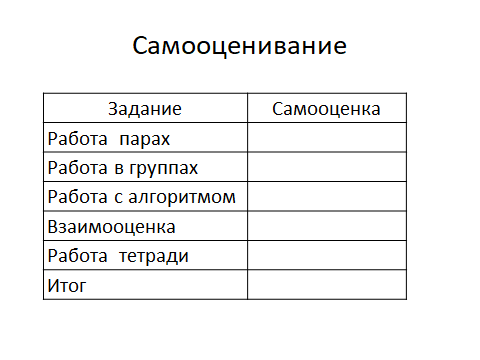 Самооценивание
Задание Самооценка
Работа  парах
Работа в группах
Работа с алгоритмом
Взаимооценка
Работа  тетради
Итог